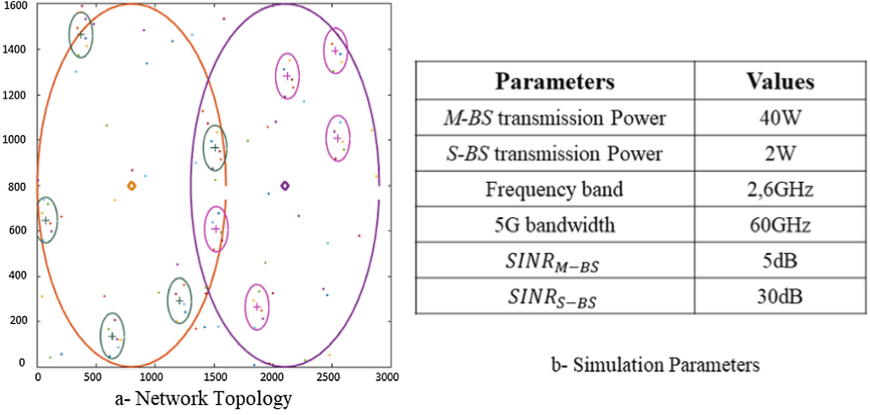 1600
1400
1200
1000
800
600
400
200
0
0 500 1000 1500 2000 2500 3000
a- Network Topology
Parameters Values
M-BS transmission Power 40W
S-BS transmission Power 2W
Frequency band 2,6GHz
5G bandwidth 60GHz
SINR_{M−BS} 5dB
SINR_{S−BS} 30dB
b- Simulation Parameters